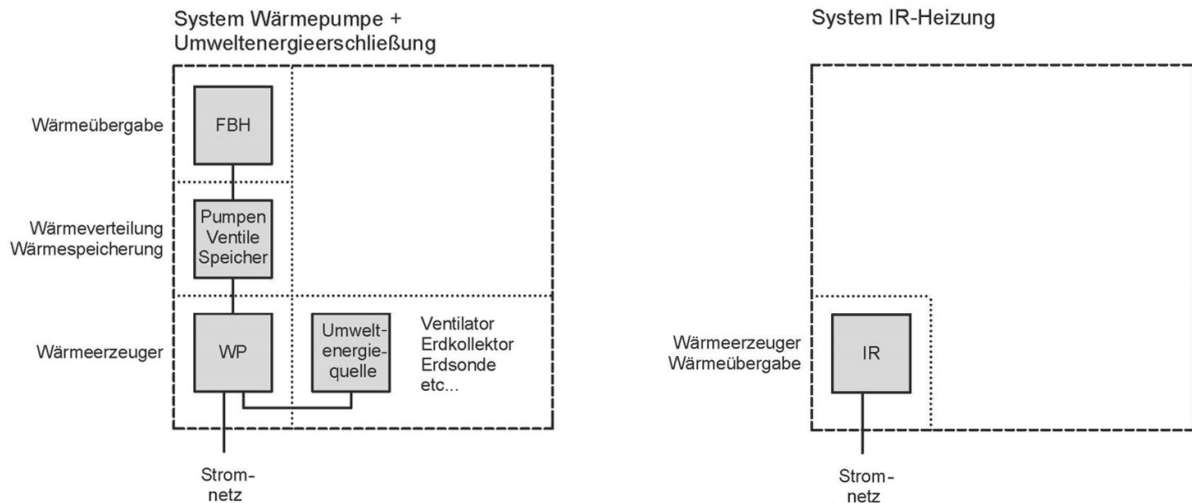 System Wärmepumpe +
Umweltenergieerschließung
Wärmeübergabe
FBH
Wärmeverteilung
Wärmespeicherung
Pumpen
Ventile
Speicher
Wärmeerzeuger
WP
Umwelt-
energie-
quelle
Ventilator
Erdkollektor
Erdsonde
etc...
Strom-
netz
System IR-Heizung
Wärmeerzeuger
Wärmeübergabe
IR
Strom-
netz